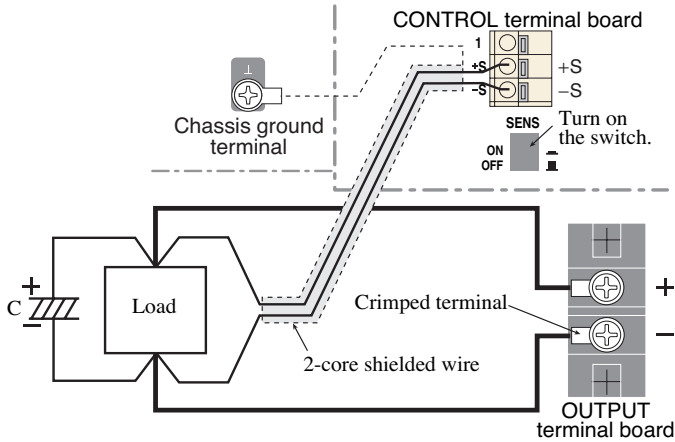 CONTROL terminal board
1
+S
+S
−S
−S
SENS
Turn on
the switch.
ON
OFF
Chassis ground
terminal
+
C
−
Load
Crimped terminal
2-core shielded wire
+
−
OUTPUT
terminal board